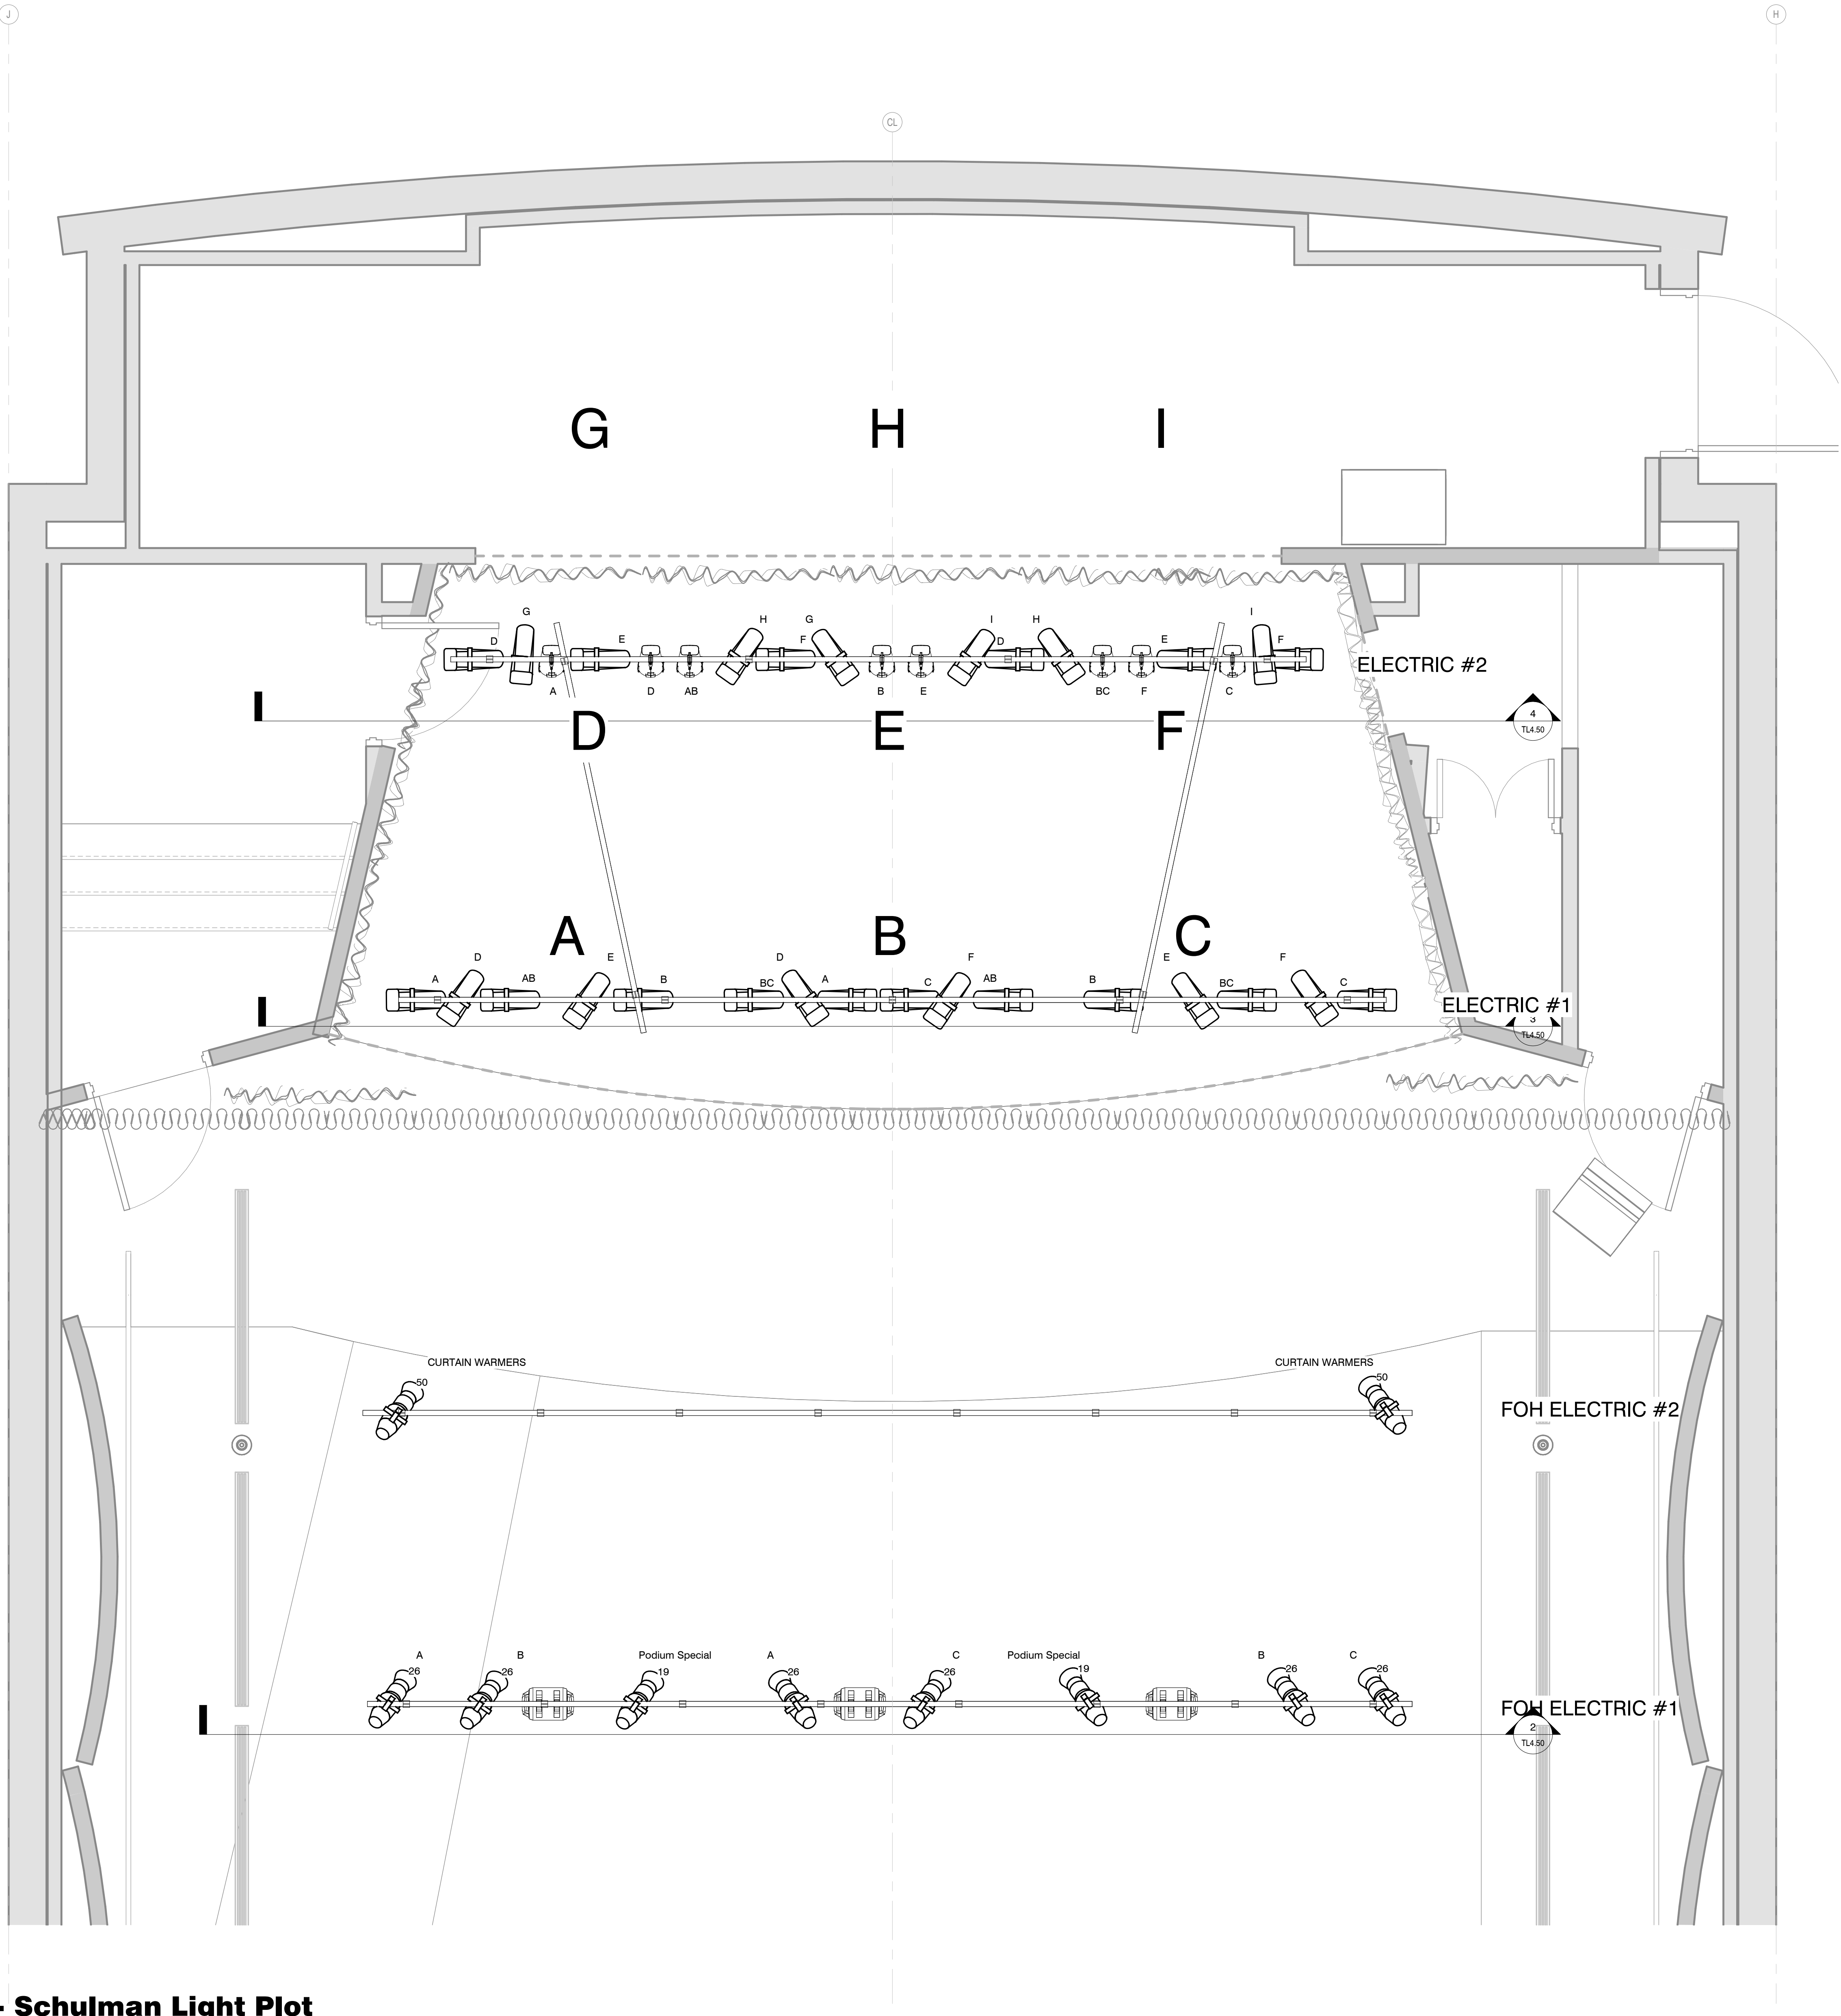 J
H
CL
G H I
G H G I H I
D E F D E F
ELECTRIC #2
A D AB B E BC F C
4
TL4.50
D E F
A B C
D E D F E F
A AB B BC A C AB B BC C
ELECTRIC #1
3
TL4.50
CURTAIN WARMERS CURTAIN WARMERS
50 50
FOH ELECTRIC #2
A B Podium Special A C Podium Special B C
26 26 19 26 26 19 26 26
FOH ELECTRIC #1
2
TL4.50
Schulman Light Plot